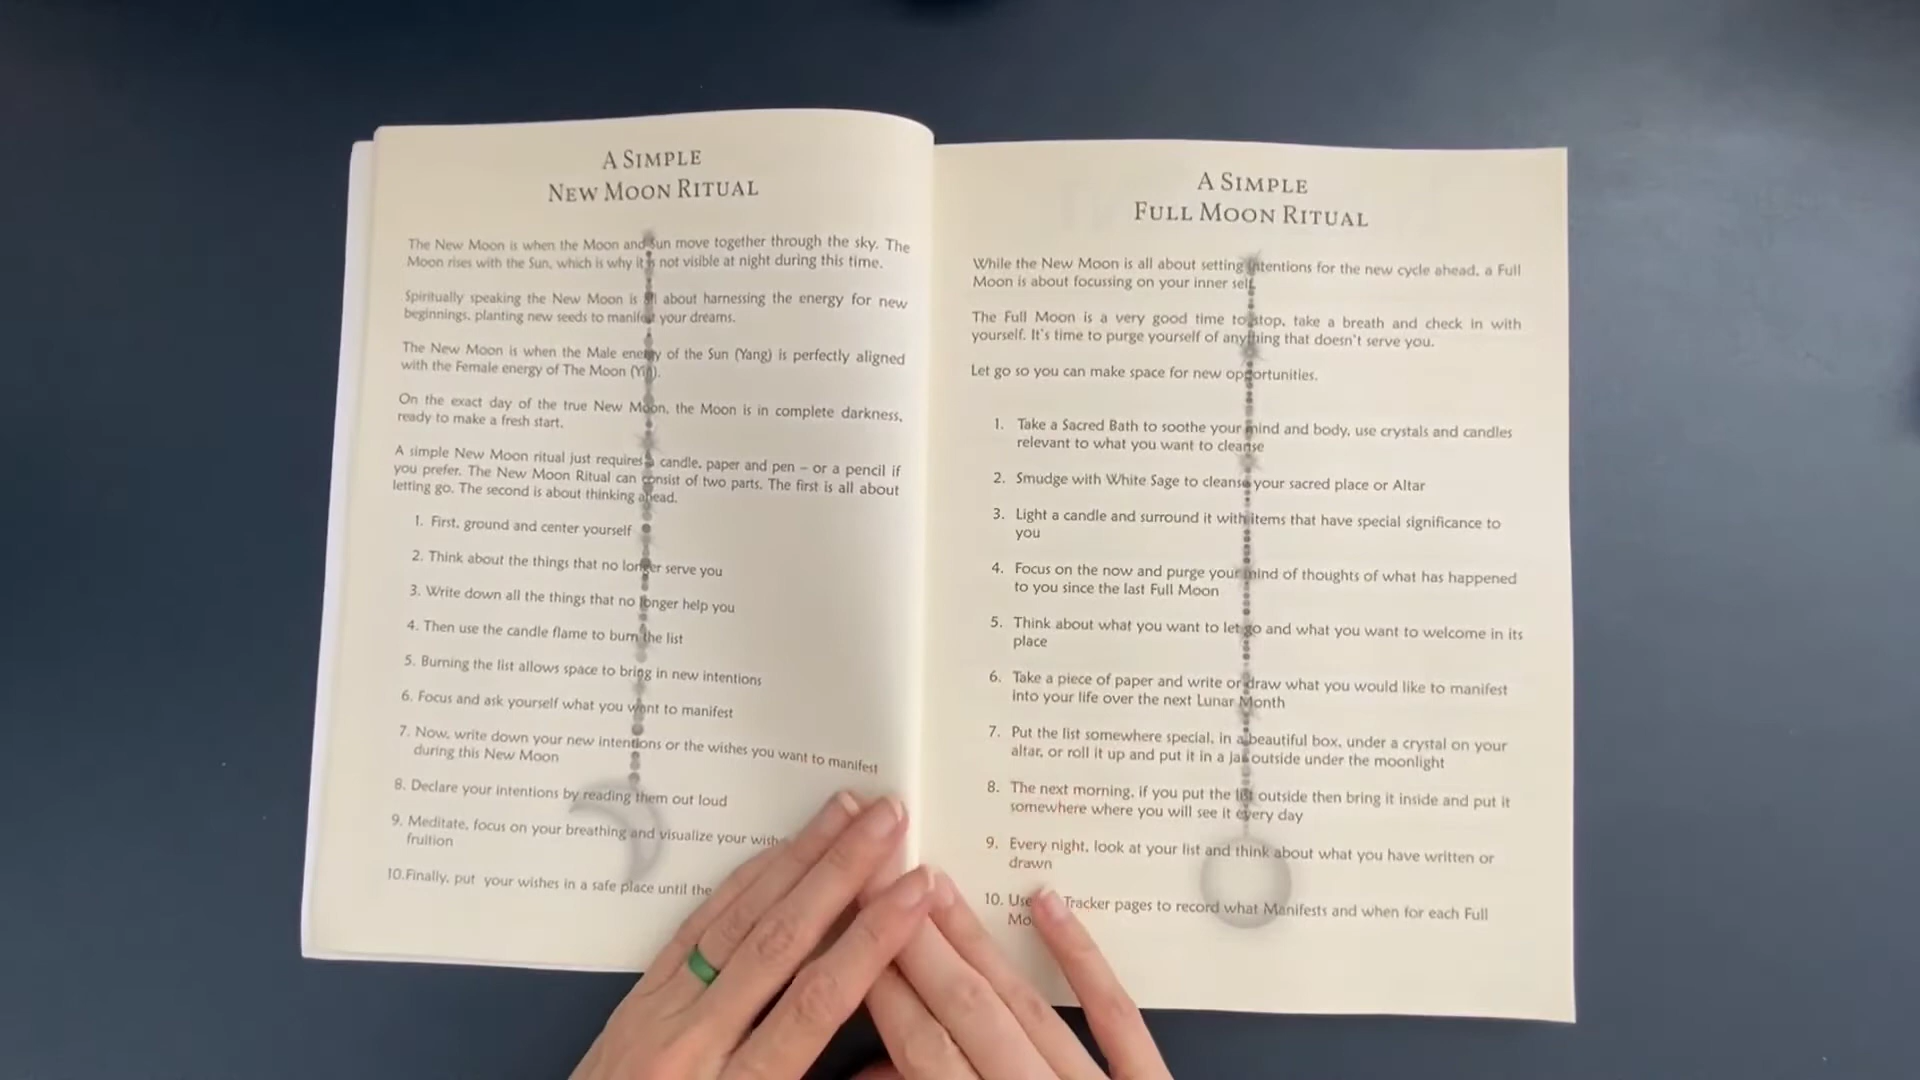 A SIMPLE
NEW MOON RITUAL
The New Moon is when the Moon and Sun move together through the sky. The
Moon rises with the Sun, which is why it is not visible at night during this time.
Spiritually speaking the New Moon is all about harnessing the energy for new
beginnings, planting new seeds to manifest your dreams.
The New Moon is when the Male energy of the Sun (Yang) is perfectly aligned
with the Female energy of The Moon (Yin).
On the exact day of the true New Moon, the Moon is in complete darkness,
ready to make a fresh start.
A simple New Moon ritual just requires a candle, paper and pen – or a pencil if
you prefer. The New Moon Ritual can consist of two parts. The first is all about
letting go. The second is about thinking ahead.
1. First, ground and center yourself
2. Think about the things that no longer serve you
3. Write down all the things that no longer help you
4. Then use the candle flame to burn the list
5. Burning the list allows space to bring in new intentions
6. Focus and ask yourself what you want to manifest
7. Now, write down your new intentions or the wishes you want to manifest
during this New Moon
8. Declare your intentions by reading them out loud
9. Meditate, focus on your breathing and visualize your
fruition
10.Finally, put your wishes in a safe place until the
A SIMPLE
FULL MOON RITUAL
While the New Moon is all about setting intentions for the new cycle ahead, a Full
Moon is about focussing on your inner self.
The Full Moon is a very good time to stop, take a breath and check in with
yourself. It's time to purge yourself of anything that doesn't serve you.
Let go so you can make space for new opportunities.
1. Take a Sacred Bath to soothe your mind and body, use crystals and candles
relevant to what you want to cleanse
2. Smudge with White Sage to cleanse your sacred place or Altar
3. Light a candle and surround it with items that have special significance to
you
4. Focus on the now and purge your mind of thoughts of what has happened
to you since the last Full Moon
5. Think about what you want to let go and what you want to welcome in its
place
6. Take a piece of paper and write or draw what you would like to manifest
into your life over the next Lunar Month
7. Put the list somewhere special, in a beautiful box, under a crystal on your
altar, or roll it up and put it in a jar outside under the moonlight
8. The next morning, if you put the list outside then bring it inside and put it
somewhere where you will see it every day
9. Every night, look at your list and think about what you have written or
drawn
10. Use Tracker pages to record what Manifests and when for each Full